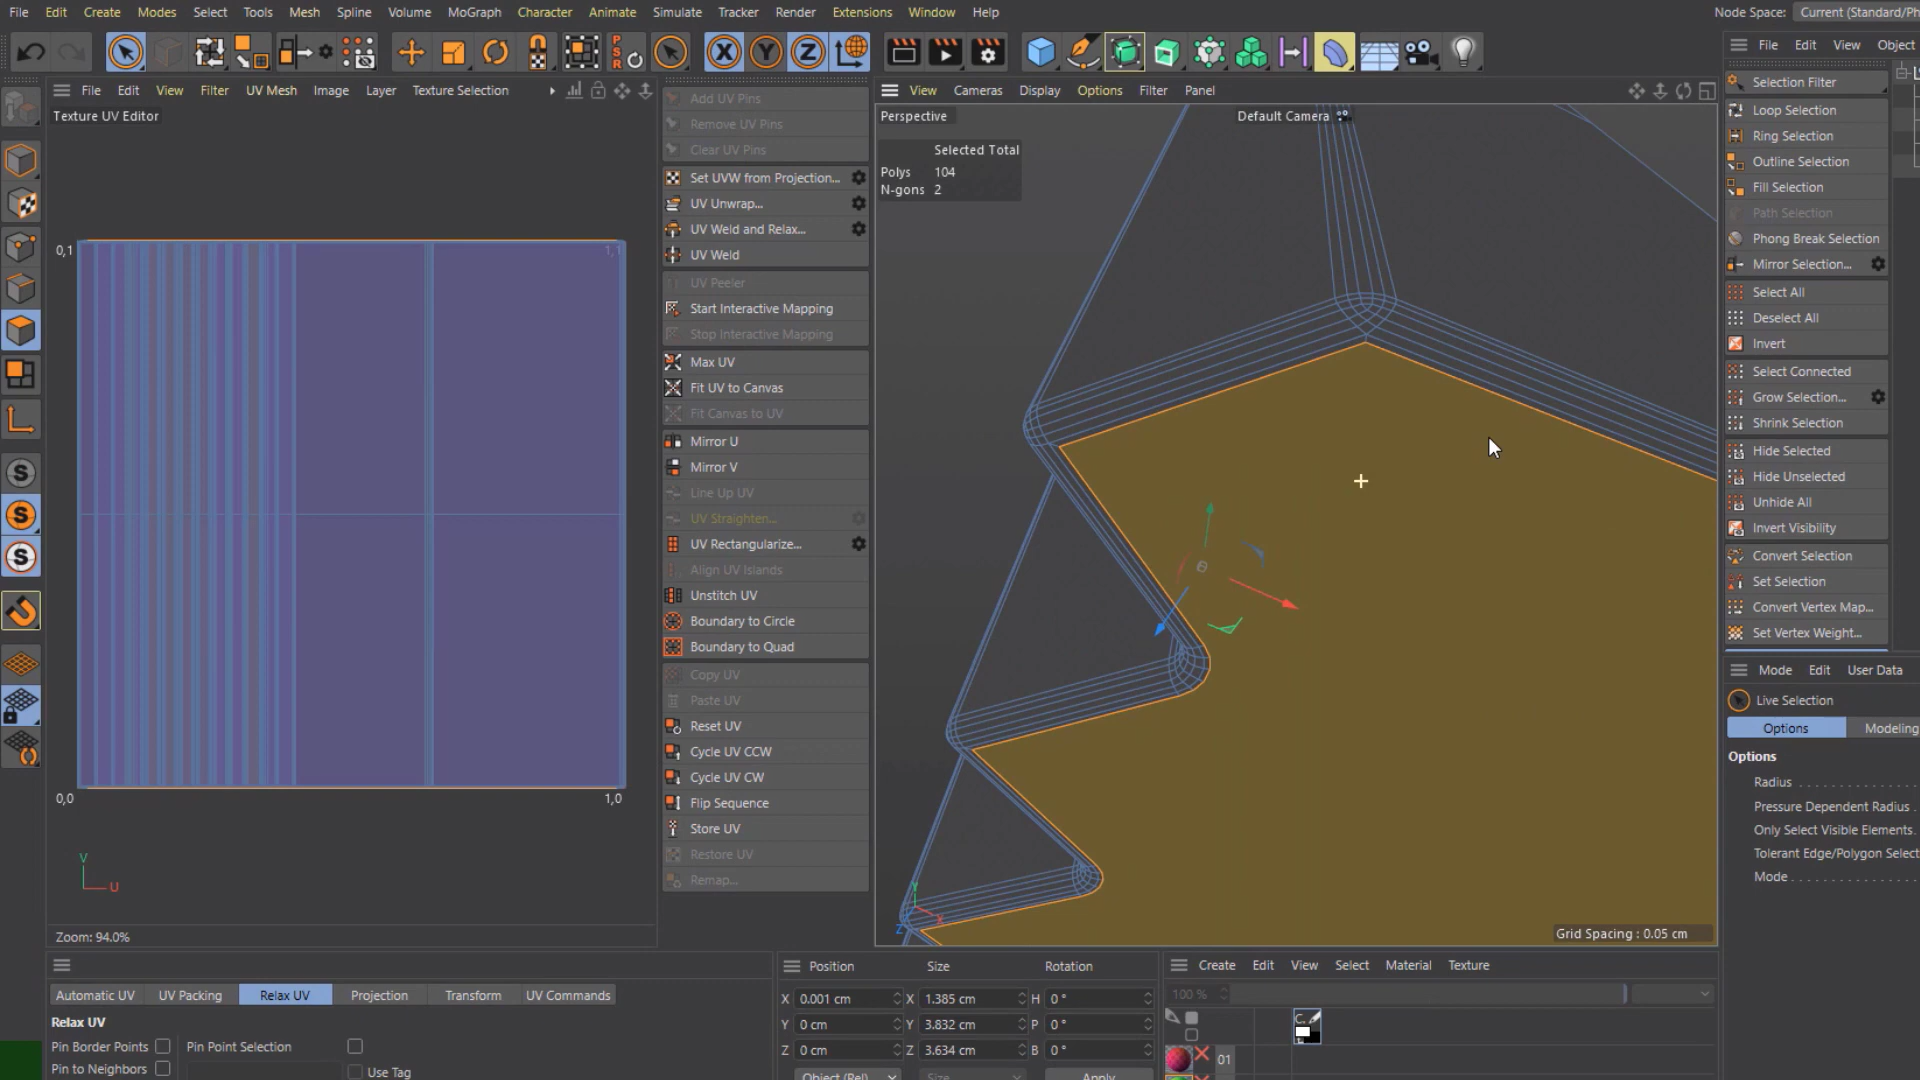 File Edit Create Modes Select Tools Mesh Spline Volume MoGraph Character Animate Simulate Tracker Render Extensions Window Help
Node Space: Current (Standard/Ph
File Edit View Filter UV Mesh Image Layer Texture Selection
Texture UV Editor
0,1
1,1
0,0
1,0
V
U
Zoom: 94.0%
Add UV Pins
Remove UV Pins
Clear UV Pins
Set UVW from Projection...
UV Unwrap...
UV Weld and Relax...
UV Weld
UV Peeler
Start Interactive Mapping
Stop Interactive Mapping
Max UV
Fit UV to Canvas
Fit Canvas to UV
Mirror U
Mirror V
Line Up UV
UV Straighten...
UV Rectangularize...
Align UV Islands
Unstitch UV
Boundary to Circle
Boundary to Quad
Copy UV
Paste UV
Reset UV
Cycle UV CCW
Cycle UV CW
Flip Sequence
Store UV
Restore UV
Remap...
View Cameras Display Options Filter Panel
Perspective
Default Camera
Selected Total
Polys 104
N-gons 2
Y
X
Z
Grid Spacing : 0.05 cm
File Edit View Object
Selection Filter
Loop Selection
Ring Selection
Outline Selection
Fill Selection
Path Selection
Phong Break Selection
Mirror Selection...
Select All
Deselect All
Invert
Select Connected
Grow Selection...
Shrink Selection
Hide Selected
Hide Unselected
Unhide All
Invert Visibility
Convert Selection
Set Selection
Convert Vertex Map...
Set Vertex Weight...
Mode Edit User Data
Live Selection
Options Modeling
Options
Radius
Pressure Dependent Radius
Only Select Visible Elements
Tolerant Edge/Polygon Select
Mode
Automatic UV UV Packing Relax UV Projection Transform UV Commands
Relax UV
Pin Border Points Pin Point Selection
Pin to Neighbors Use Tag
Position Size Rotation
X 0.001 cm X 1.385 cm H 0 °
Y 0 cm Y 3.832 cm P 0 °
Z 0 cm Z 3.634 cm B 0 °
Object (Rel) Size Apply
Create Edit View Select Material Texture
100 %
01